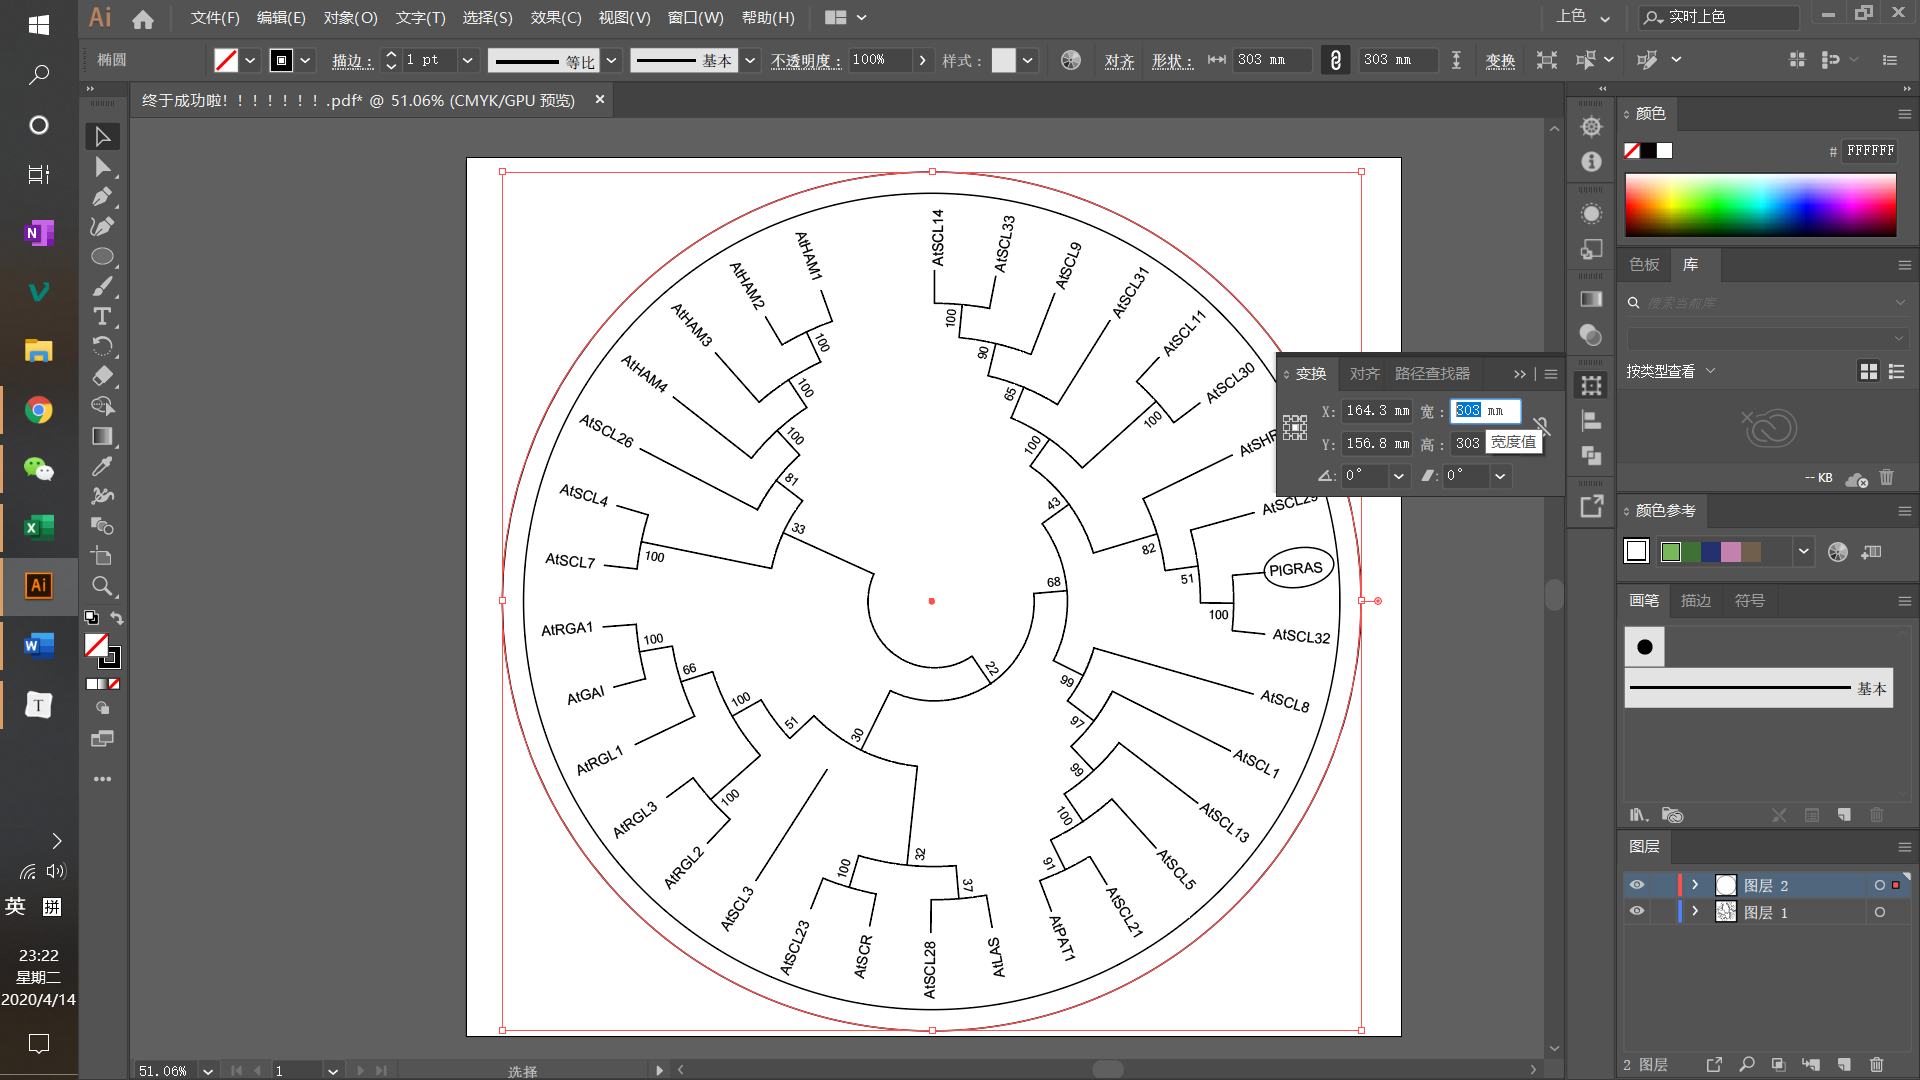 Ai 文件(F) 编辑(E) 对象(O) 文字(T) 选择(S) 效果(C) 视图(V) 窗口(W) 帮助(H) 上色 实时上色
椭圆 描边： 1 pt 等比 基本 不透明度： 100% 样式： 对齐 形状： 303 mm 303 mm 变换
终于成功啦！！！！！！！.pdf* @ 51.06% (CMYK/GPU 预览) ×
AtSCL14
AtSCL33
AtSCL9
AtSCL31
AtSCL11
AtSCL30
AtSHR
AtSCL29
PlGRAS
AtSCL32
AtSCL8
AtSCL1
AtSCL13
AtSCL5
AtSCL21
AtPAT1
AtLAS
AtSCL28
AtSCR
AtSCL23
AtSCL3
AtRGL2
AtRGL3
AtRGL1
AtGAI
AtRGA1
AtSCL7
AtSCL4
AtSCL26
AtHAM4
AtHAM3
AtHAM2
AtHAM1
100
90
65
100
100
43
82
51
100
68
99
97
99
100
91
22
30
32
37
100
51
100
66
100
100
33
81
100
100
100
100
变换 对齐 路径查找器
X: 164.3 mm 宽： 303 mm
Y: 156.8 mm 高： 303
宽度值
0° 0°
颜色
# FFFFFF
色板 库
搜索当前库
按类型查看
-- KB
颜色参考
画笔 描边 符号
基本
图层
图层 2
图层 1
2 图层
51.06% 1 选择
N
Ai
W
T
英 拼
23:22
星期二
2020/4/14